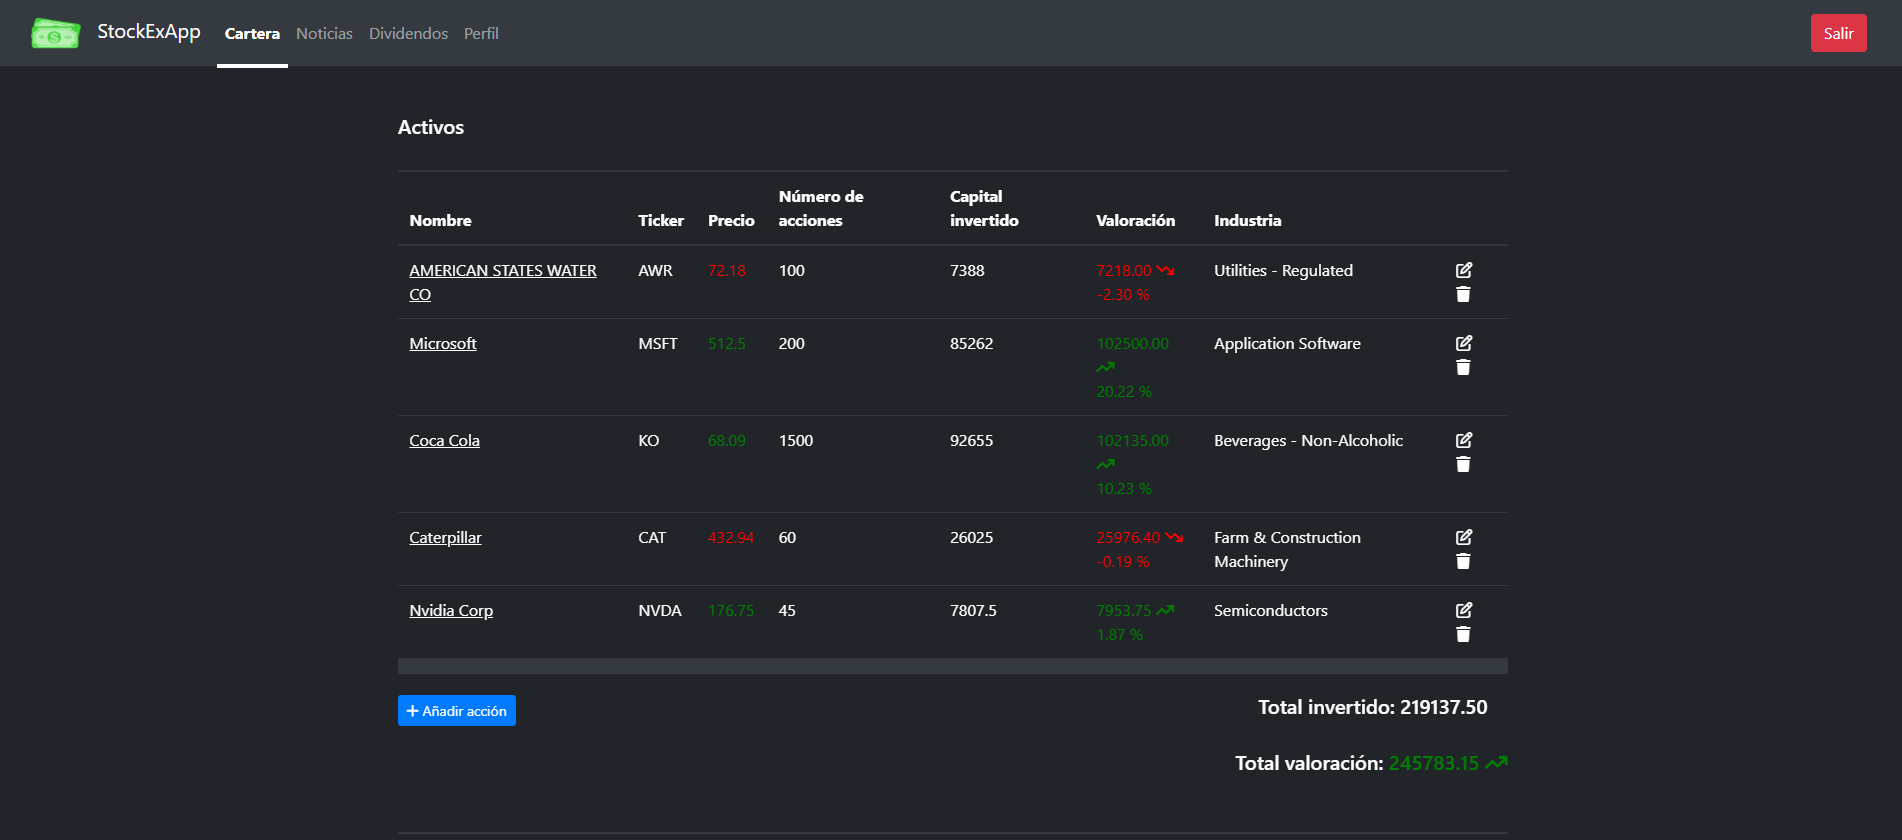 StockExApp Cartera Noticias Dividendos Perfil Salir
Activos
Nombre Ticker Precio Número de acciones Capital invertido Valoración Industria
AMERICAN STATES WATER CO AWR 72.18 100 7388 7218.00 -2.30 % Utilities - Regulated
Microsoft MSFT 512.5 200 85262 102500.00 20.22 % Application Software
Coca Cola KO 68.09 1500 92655 102135.00 10.23 % Beverages - Non-Alcoholic
Caterpillar CAT 432.94 60 26025 25976.40 -0.19 % Farm & Construction Machinery
Nvidia Corp NVDA 176.75 45 7807.5 7953.75 1.87 % Semiconductors
+ Añadir acción
Total invertido: 219137.50
Total valoración: 245783.15